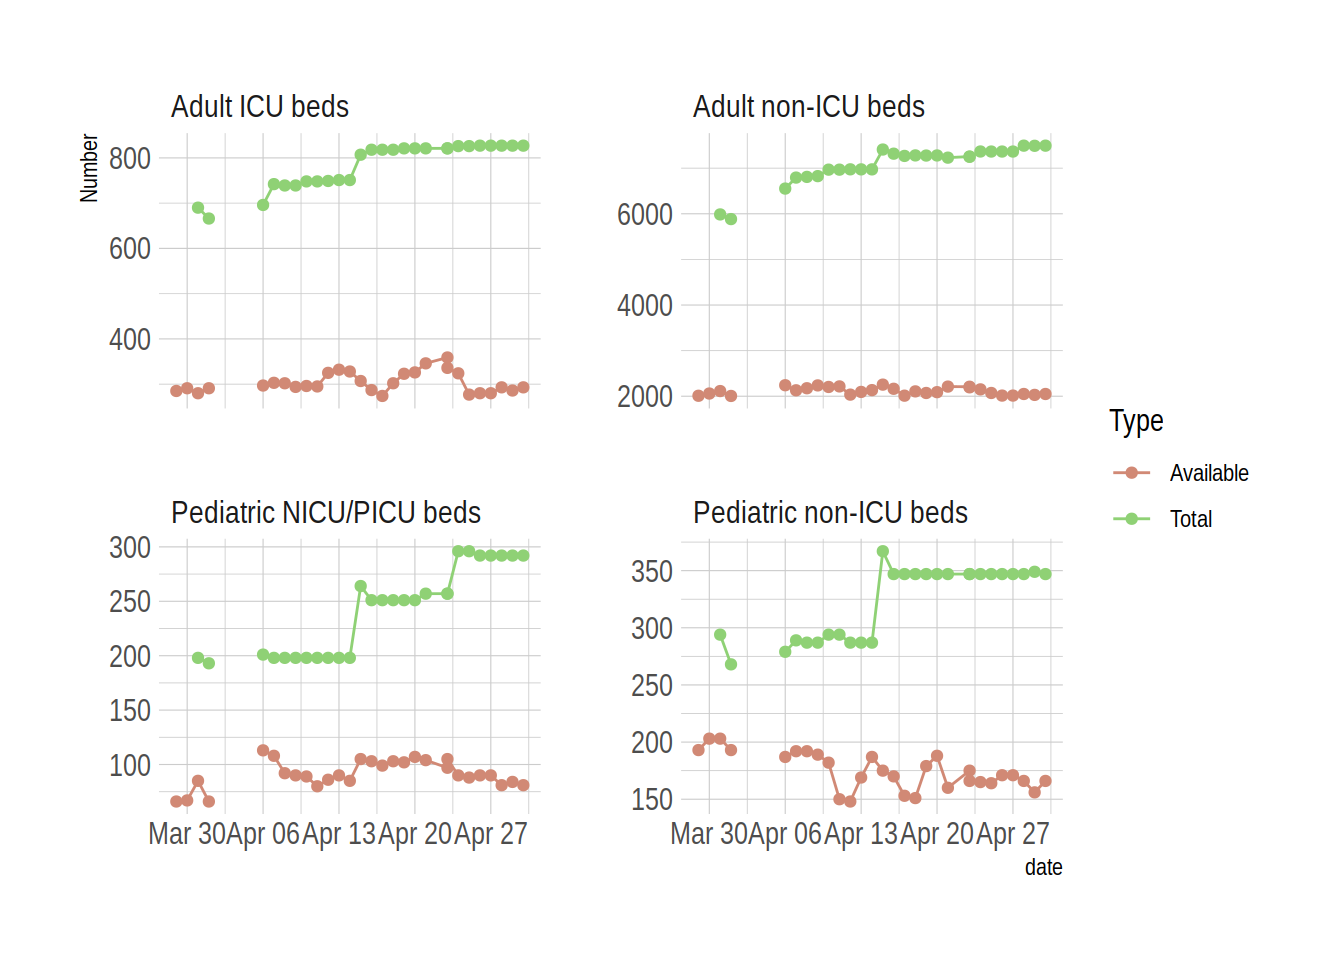 Adult ICU beds
Adult non-ICU beds
Number
800
600
400
6000
4000
2000
Type
Available
Total
Pediatric NICU/PICU beds
Pediatric non-ICU beds
300
250
200
150
100
350
300
250
200
150
Mar 30 Apr 06 Apr 13 Apr 20 Apr 27
Mar 30 Apr 06 Apr 13 Apr 20 Apr 27
date